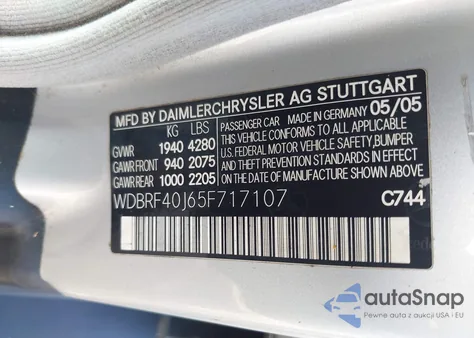 MFD BY DAIMLERCHRYSLER AG STUTTGART
KG LBS
GVWR 1940 4280
GAWR FRONT 940 2075
GAWR REAR 1000 2205
PASSENGER CAR MADE IN GERMANY 05/05
THIS VEHICLE CONFORMS TO ALL APPLICABLE
U.S. FEDERAL MOTOR VEHICLE SAFETY, BUMPER
AND THEFT PREVENTION STANDARDS IN EFFECT
ON THE DATE OF MANUFACTURE SHOWN ABOVE
WDBRF40J65F717107 C744
autoSnap
Pewne auta z aukcji USA i EU